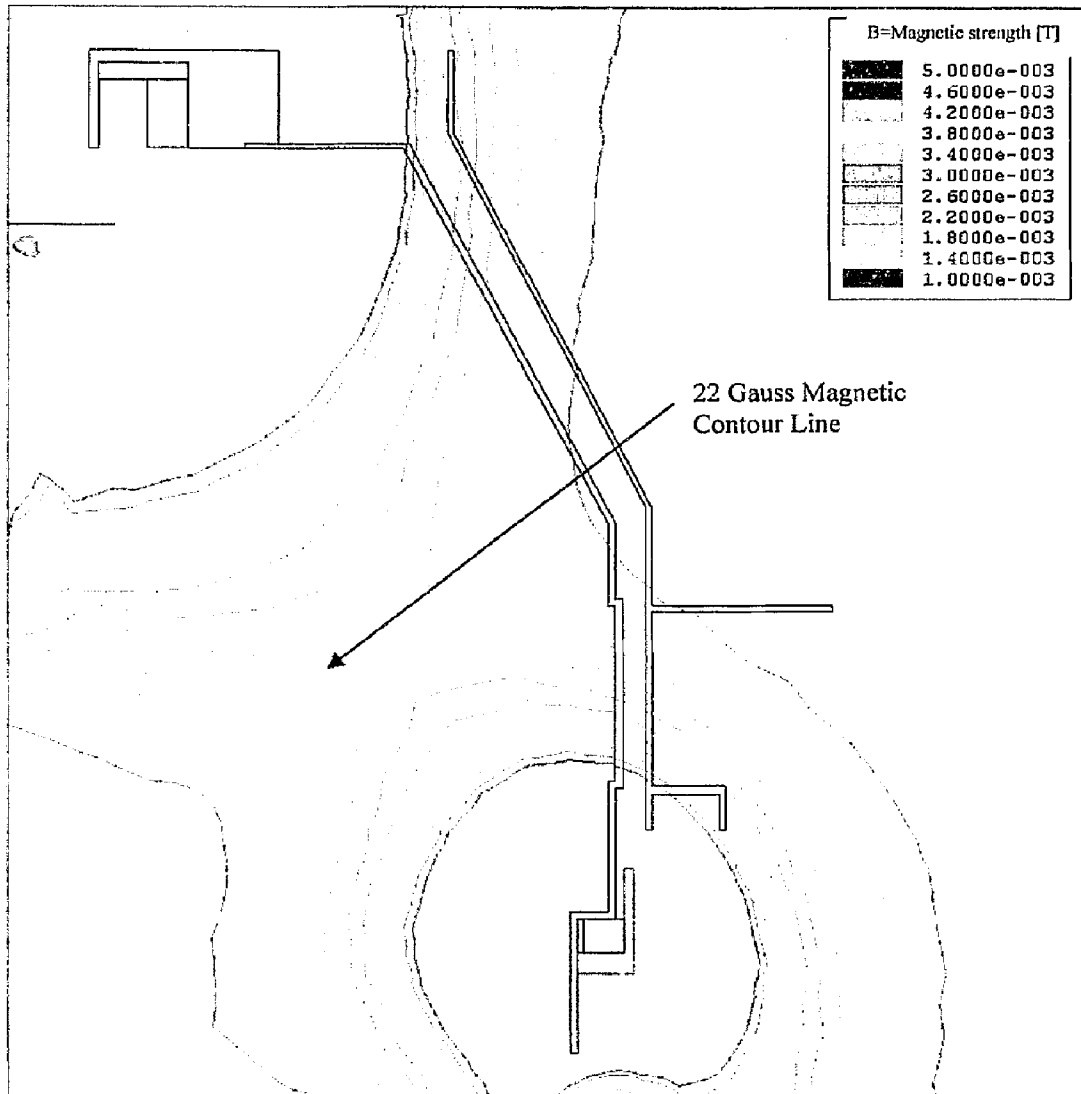 B=Magnetic strength [T]
5.0000e-003
4.6000e-003
4.2000e-003
3.8000e-003
3.4000e-003
3.0000e-003
2.6000e-003
2.2000e-003
1.8000e-003
1.4000e-003
1.0000e-003
22 Gauss Magnetic
Contour Line